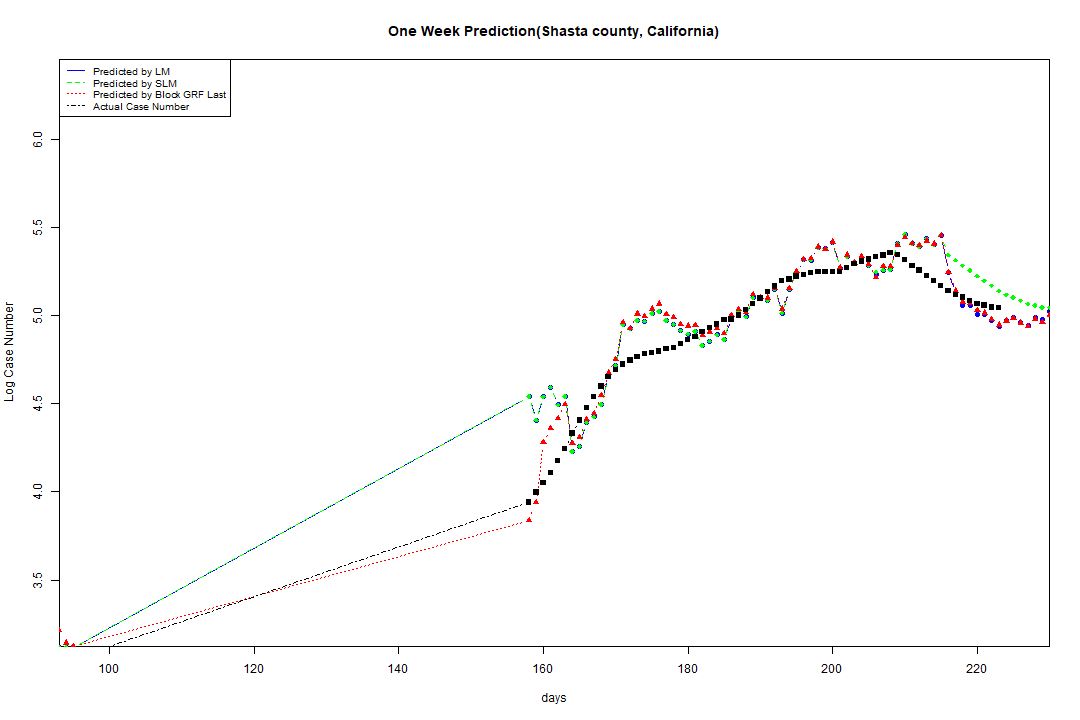 One Week Prediction(Shasta county, California)
Predicted by LM
Predicted by SLM
Predicted by Block GRF Last
Actual Case Number
6.0
5.5
5.0
4.5
4.0
3.5
Log Case Number
100 120 140 160 180 200 220
days